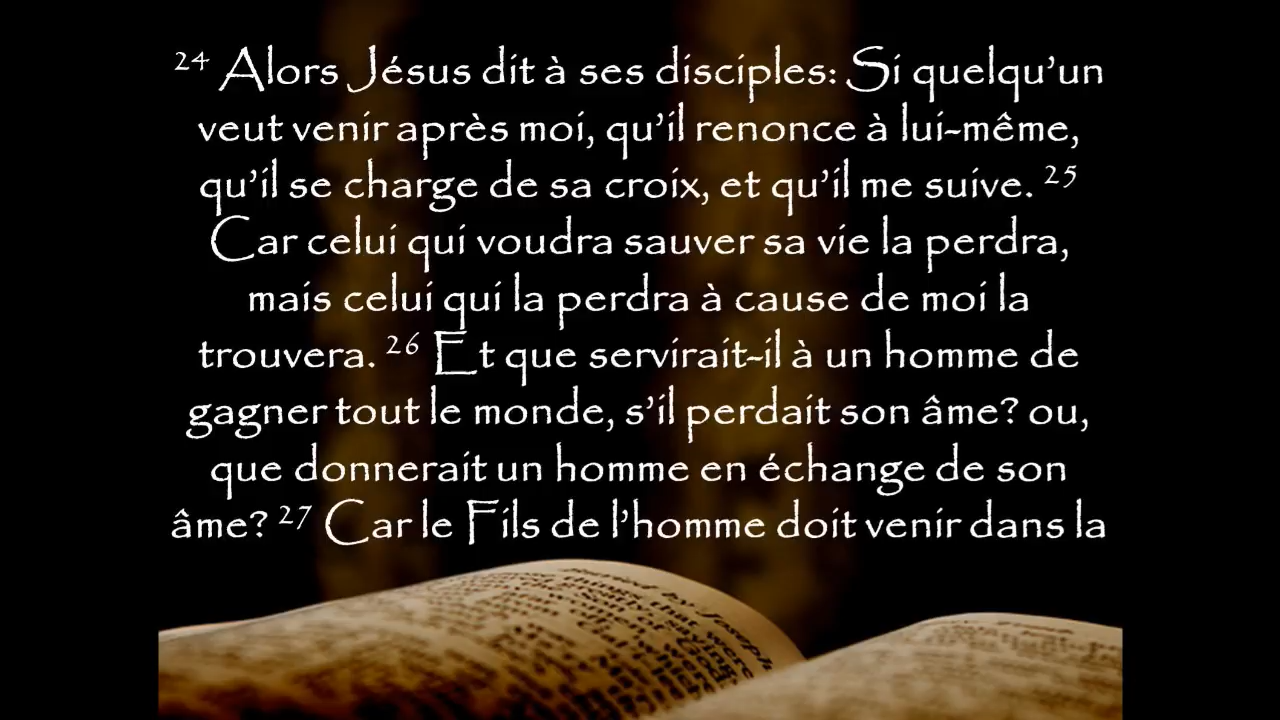 24 Alors Jésus dit à ses disciples: Si quelqu’un
veut venir après moi, qu’il renonce à lui-même,
qu’il se charge de sa croix, et qu’il me suive. 25
Car celui qui voudra sauver sa vie la perdra,
mais celui qui la perdra à cause de moi la
trouvera. 26 Et que servirait-il à un homme de
gagner tout le monde, s’il perdait son âme? ou,
que donnerait un homme en échange de son
âme? 27 Car le Fils de l’homme doit venir dans la